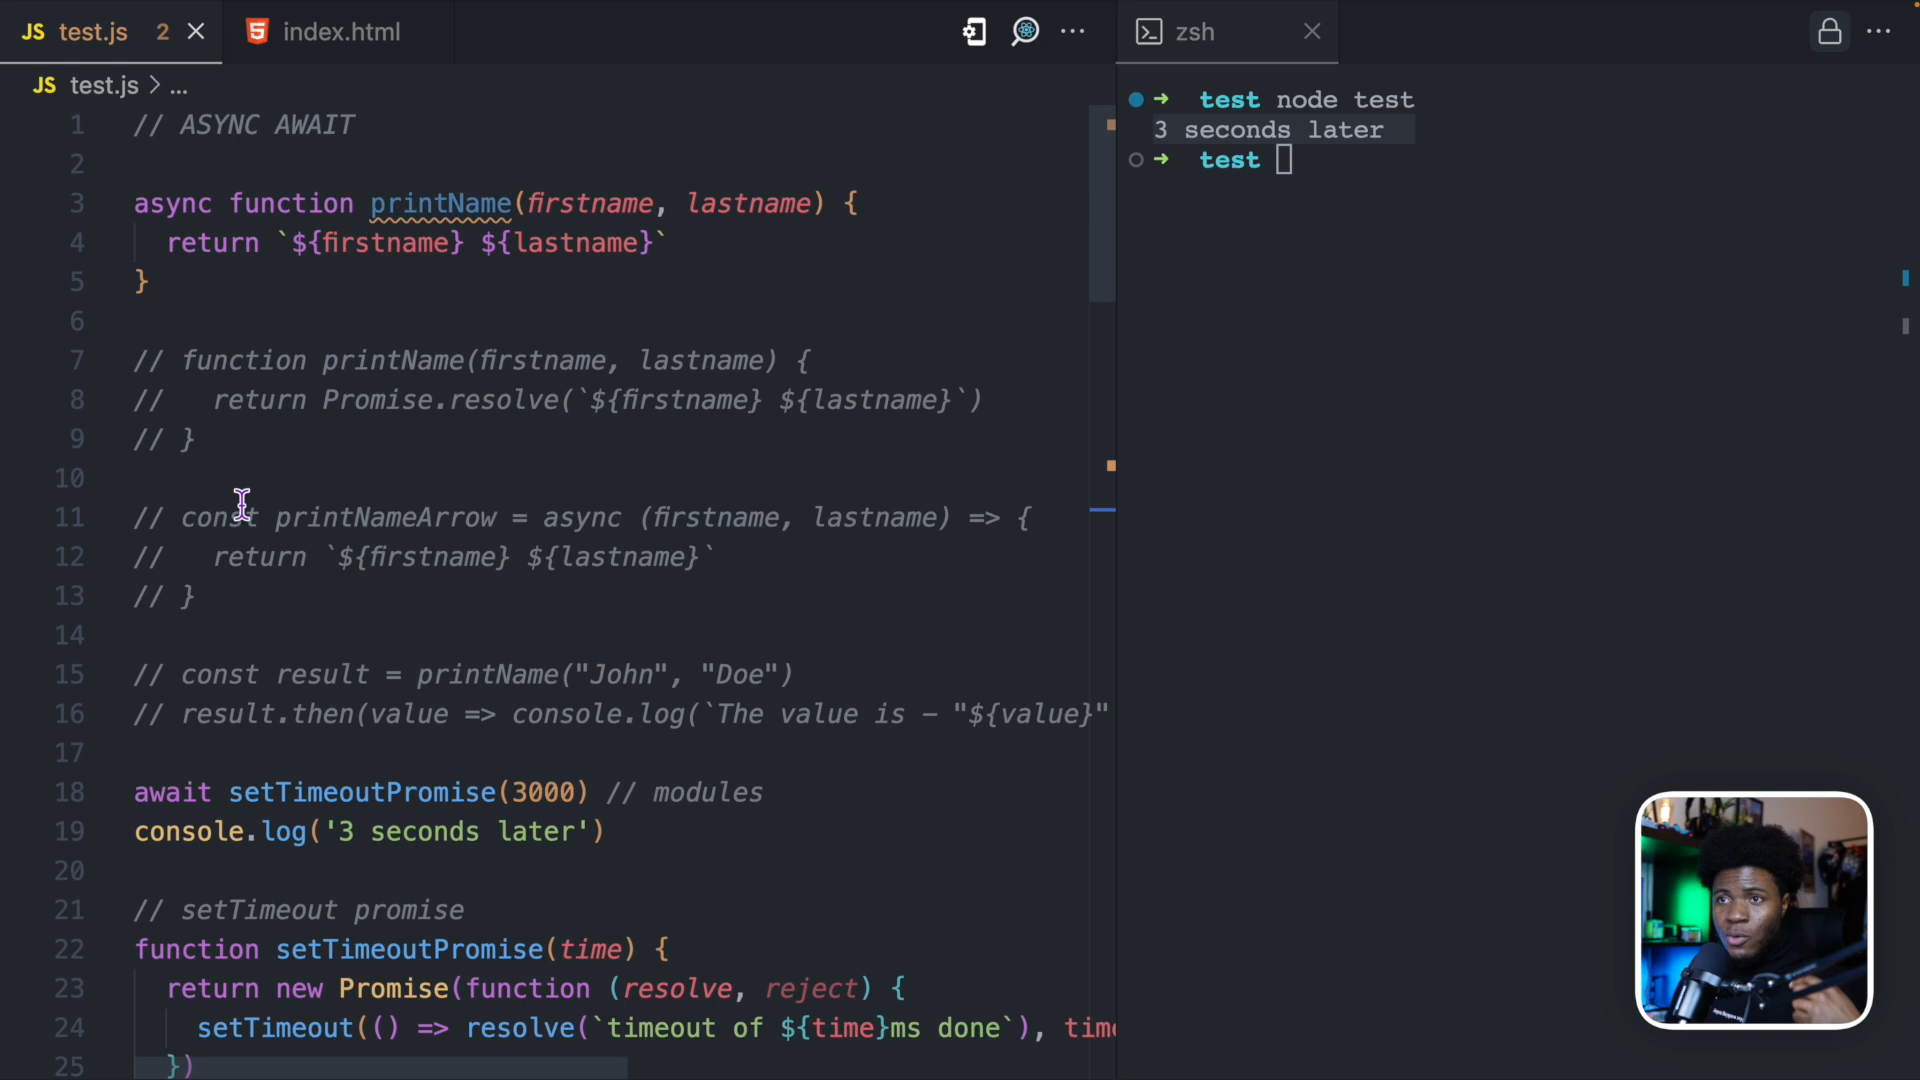 JS test.js 2
index.html
zsh
JS test.js > ...
1 // ASYNC AWAIT
2
3 async function printName(firstname, lastname) {
4 return `${firstname} ${lastname}`
5 }
6
7 // function printName(firstname, lastname) {
8 // return Promise.resolve(`${firstname} ${lastname}`)
9 // }
10
11 // const printNameArrow = async (firstname, lastname) => {
12 // return `${firstname} ${lastname}`
13 // }
14
15 // const result = printName("John", "Doe")
16 // result.then(value => console.log(`The value is – "${value}"
17
18 await setTimeoutPromise(3000) // modules
19 console.log('3 seconds later')
20
21 // setTimeout promise
22 function setTimeoutPromise(time) {
23 return new Promise(function (resolve, reject) {
24 setTimeout(() => resolve(`timeout of ${time}ms done`), time
25 })
➜ test node test
3 seconds later
➜ test